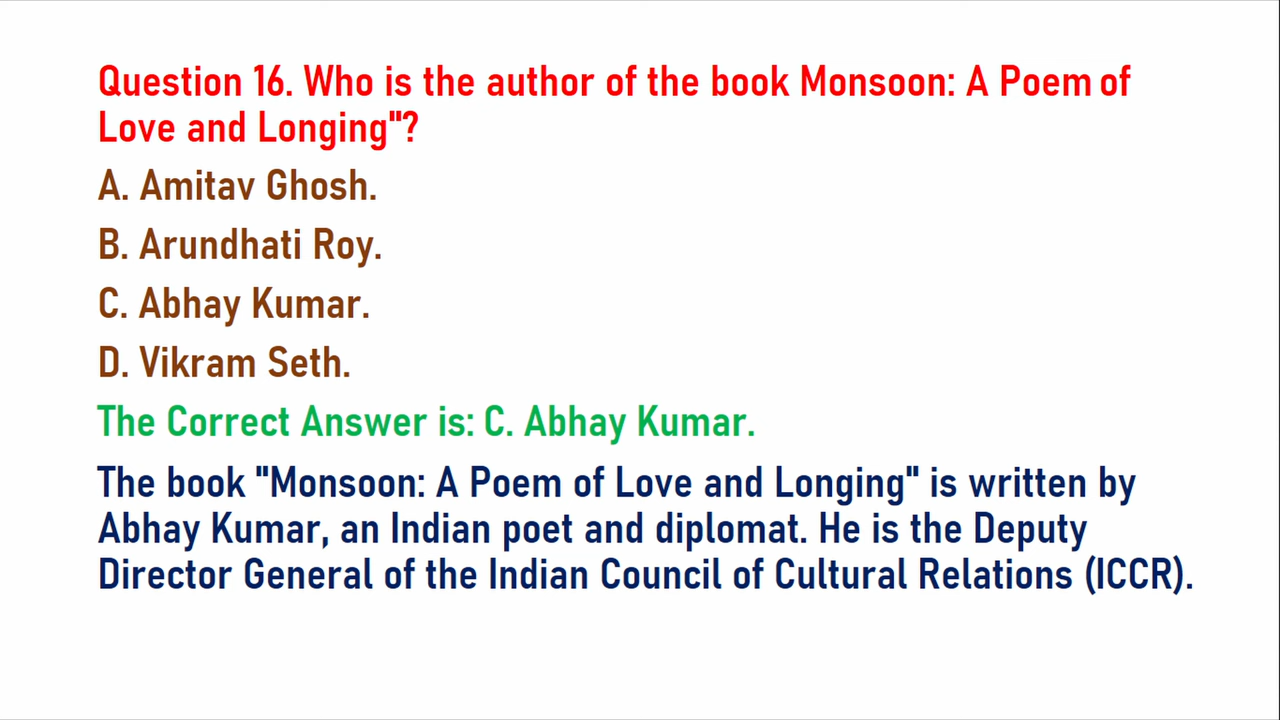 Question 16. Who is the author of the book Monsoon: A Poem of
Love and Longing"?
A. Amitav Ghosh.
B. Arundhati Roy.
C. Abhay Kumar.
D. Vikram Seth.
The Correct Answer is: C. Abhay Kumar.
The book "Monsoon: A Poem of Love and Longing" is written by
Abhay Kumar, an Indian poet and diplomat. He is the Deputy
Director General of the Indian Council of Cultural Relations (ICCR).